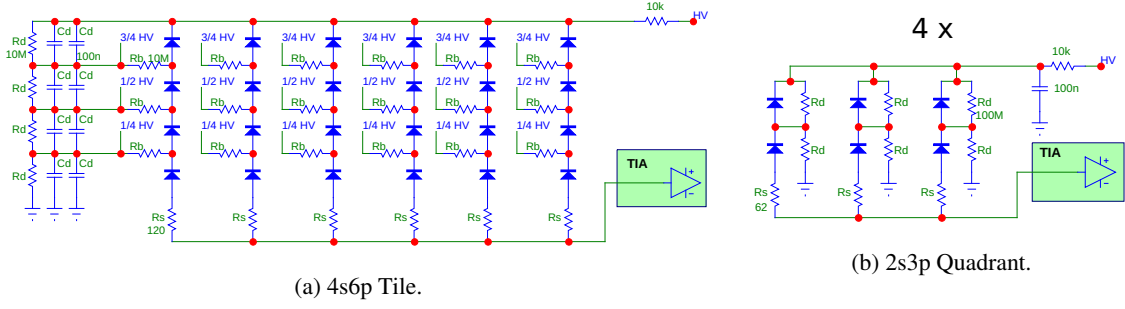 10k
HV
Cd Cd
Rd
10M
100n
3/4 HV 3/4 HV 3/4 HV 3/4 HV 3/4 HV 3/4 HV
Rb 10M Rb Rb Rb Rb Rb
Cd Cd
Rd
1/2 HV 1/2 HV 1/2 HV 1/2 HV 1/2 HV 1/2 HV
Rb Rb Rb Rb Rb Rb
Cd Cd
Rd
1/4 HV 1/4 HV 1/4 HV 1/4 HV 1/4 HV 1/4 HV
Rb Rb Rb Rb Rb Rb
Cd Cd
Rd
TIA
+
−
Rs Rs Rs Rs Rs Rs
120
(a) 4s6p Tile.
4 x
10k
HV
100n
Rd Rd Rd
100M
Rd Rd Rd
TIA
+
−
Rs Rs Rs
62
(b) 2s3p Quadrant.